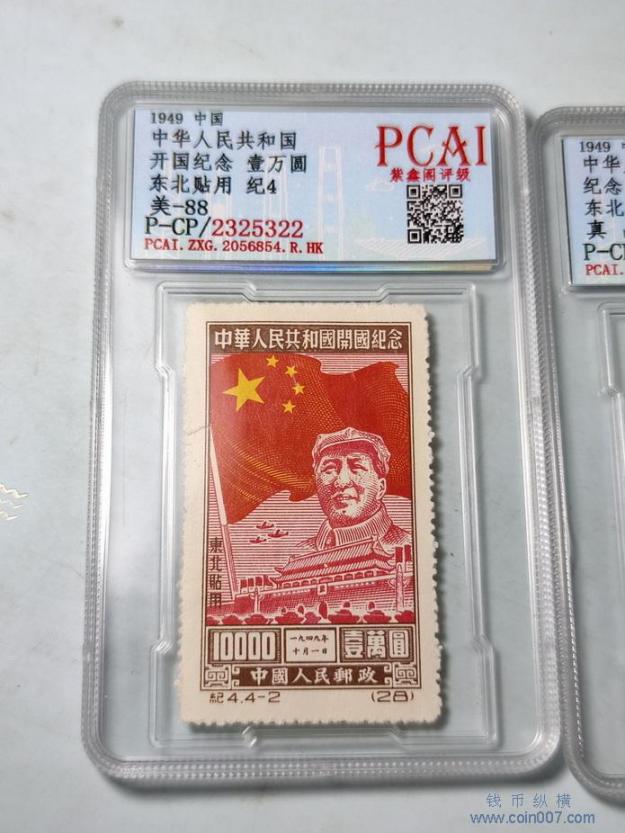 1949 中国
中华人民共和国
开国纪念 壹万圆
东北贴用 纪4
美-88
P-CP/2325322
PCAI.ZXG.2056854.R.HK
PCAI
紫鑫阁评级
中華人民共和國開國紀念
東北貼用
10000
一九四九年
十月一日
壹萬圓
中國人民郵政
紀4.4-2
(28)
1949
中华
纪念
东北
真
P-C
PCAI.
钱币纵横
www.coin007.com